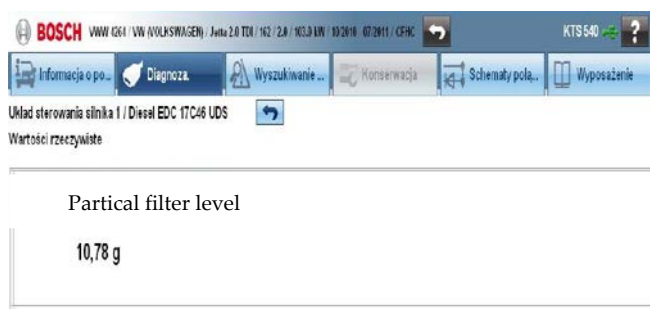 BOSCH VWW 4264 / VW (VOLKSWAGEN) / Jetta 2.0 TDI / 162 / 2.0 / 103.0 kW / 10.2010 07.2011 / CFHC KTS 540 ?
Informacja o po... Diagnoza. Wyszukiwanie ... Konserwacja Schematy połą... Wyposażenie
Układ sterowania silnika 1 / Diesel EDC 17C46 UDS
Wartości rzeczywiste
Partical filter level
10,78 g